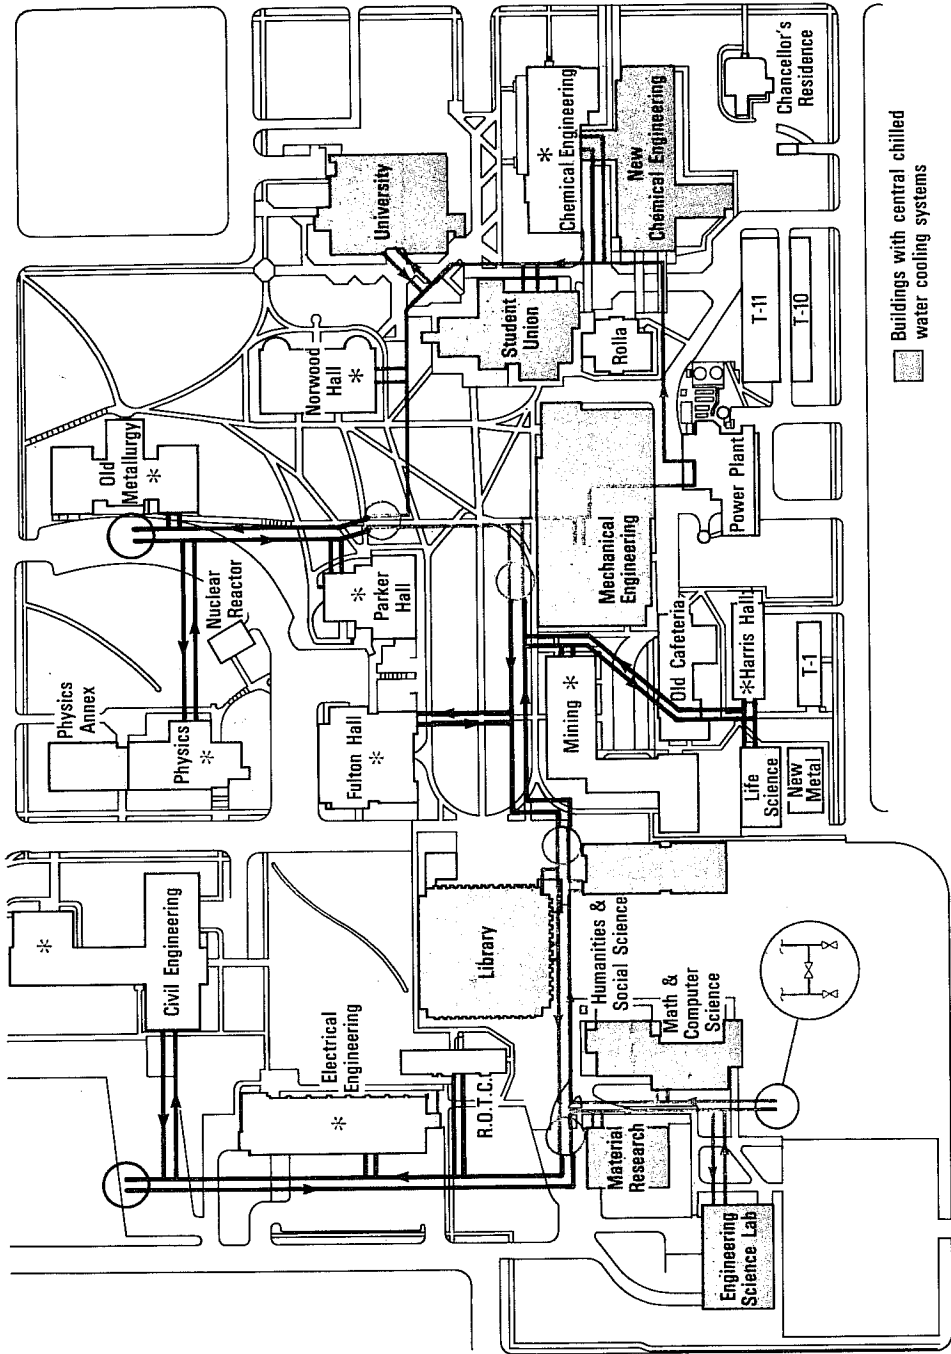 Civil Engineering
*
Physics
Annex
Physics
*
Nuclear
Reactor
Old
Metallurgy
*
Norwood
Hall
*
University
Electrical
Engineering
*
Fulton Hall
*
Parker
Hall
*
R.O.T.C.
Library
Student
Union
Chemical Engineering
*
Material
Research
Humanities &
Social Science
Math &
Computer
Science
Mining *
Mechanical
Engineering
Rolla
New
Chemical Engineering
Engineering
Science Lab
Life
Science
New
Metal
Old Cafeteria
*Harris Hall
T-1
Power Plant
T-11
T-10
Chancellor's
Residence
Buildings with central chilled
water cooling systems